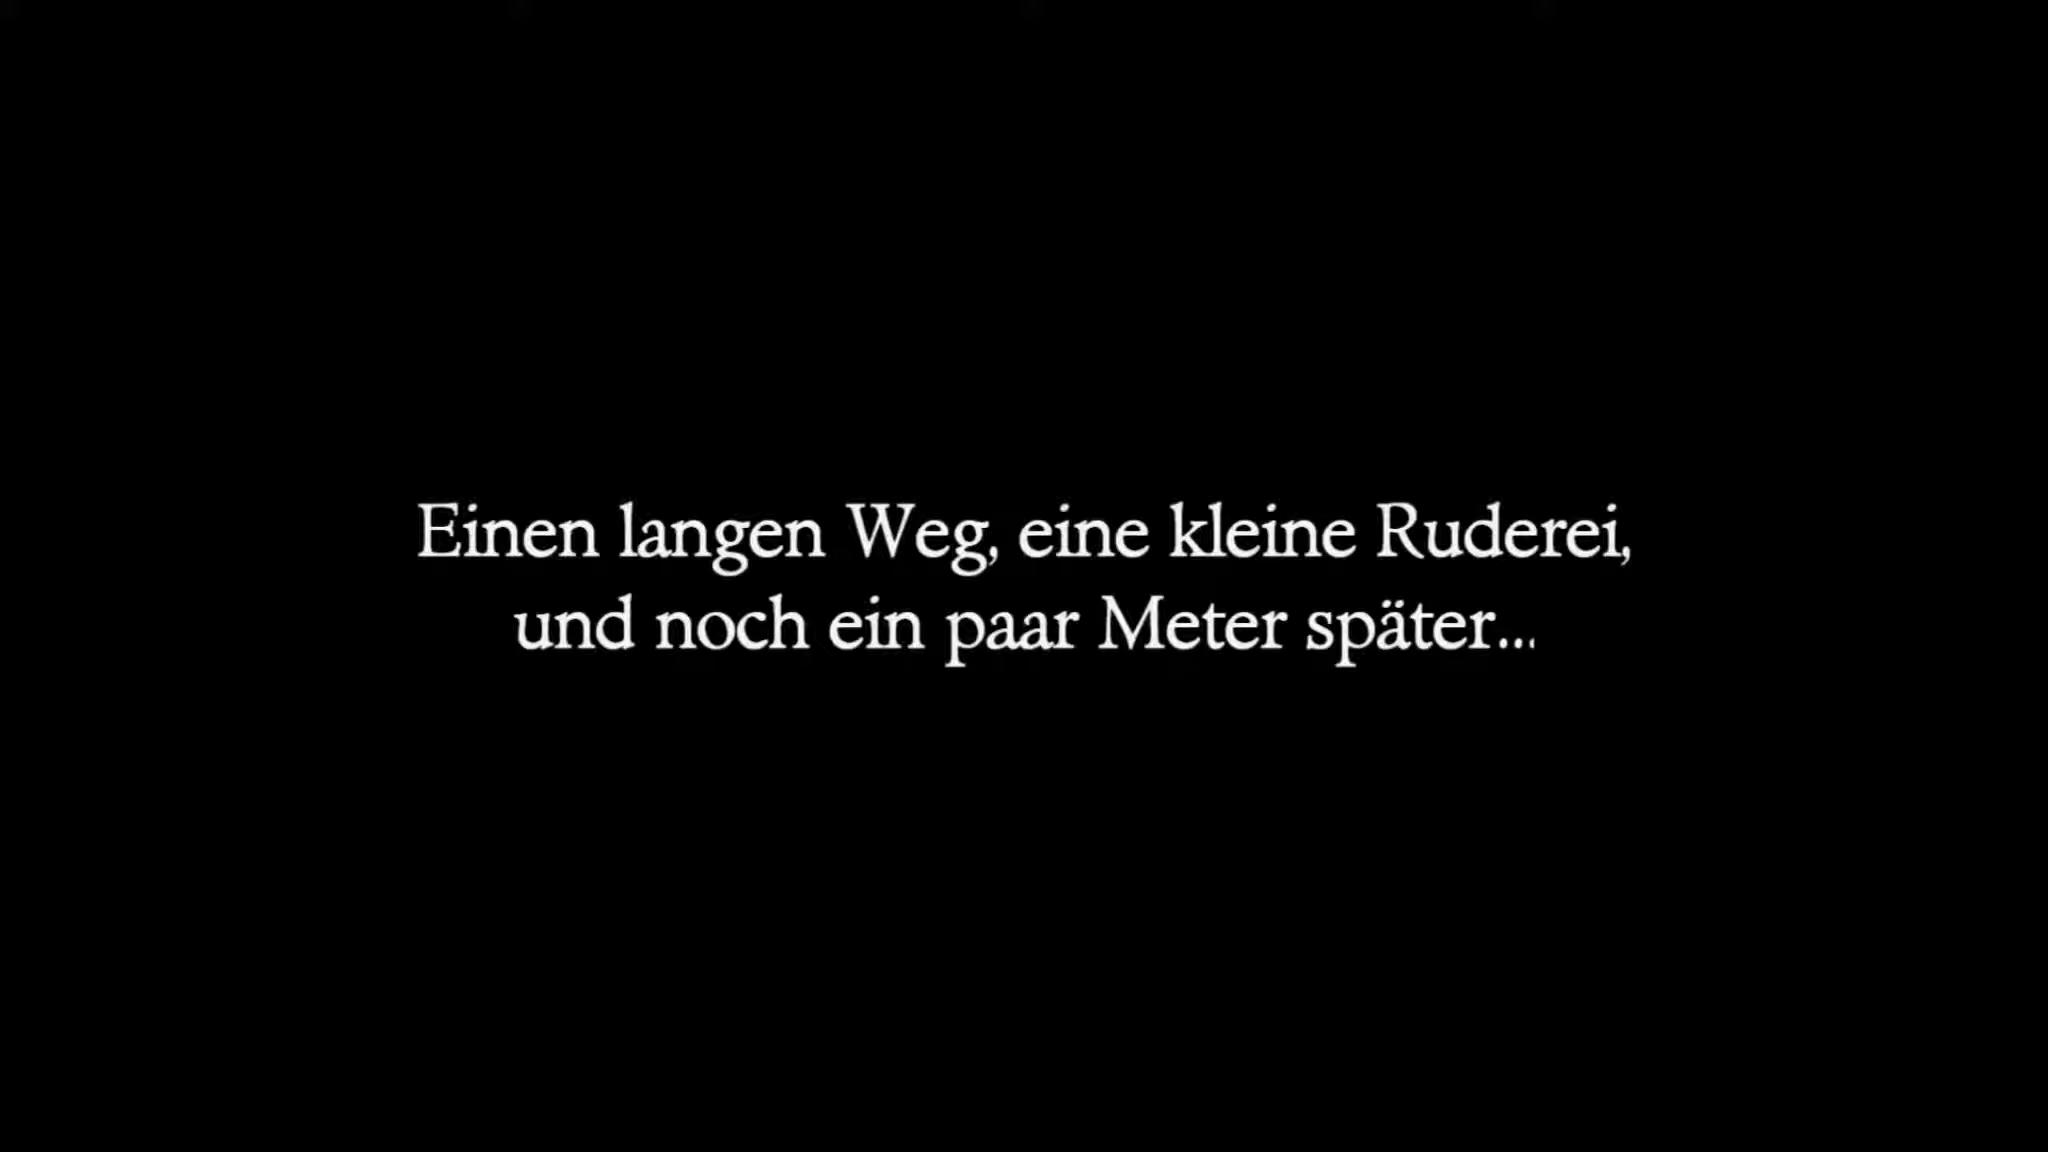 Einen langen Weg, eine kleine Ruderei,
und noch ein paar Meter später...